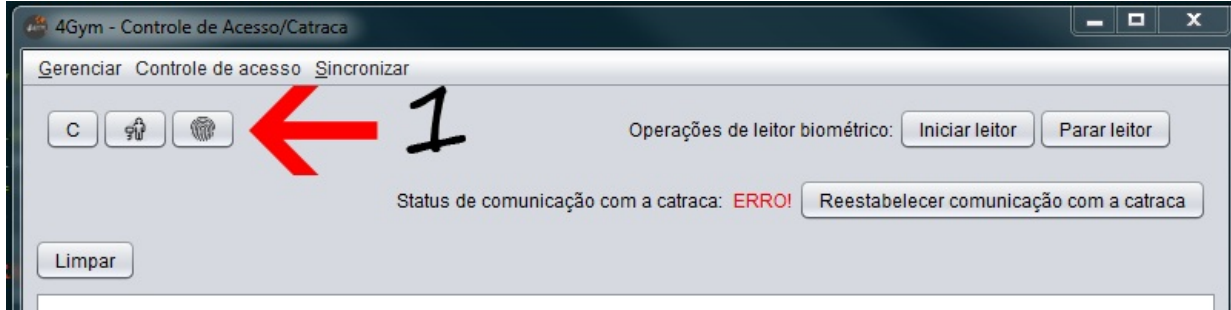 4Gym - Controle de Acesso/Catraca
Gerenciar Controle de acesso Sincronizar
C 1 Operações de leitor biométrico: Iniciar leitor Parar leitor
Status de comunicação com a catraca: ERRO! Reestabelecer comunicação com a catraca
Limpar